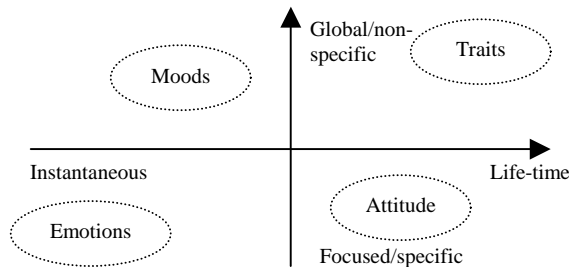 Global/non-
specific
Traits
Moods
Instantaneous
Life-time
Attitude
Emotions
Focused/specific